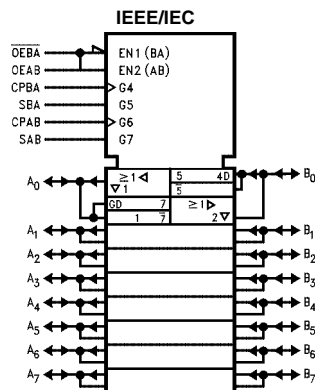 IEEE/IEC
OEBA EN1 (BA)
OEAB EN2 (AB)
CPBA G4
SBA G5
CPAB G6
SAB G7
A0 ≥1 1 5 4D 5 B0
GD 7 ≥1
1 7 2
A1 B1
A2 B2
A3 B3
A4 B4
A5 B5
A6 B6
A7 B7